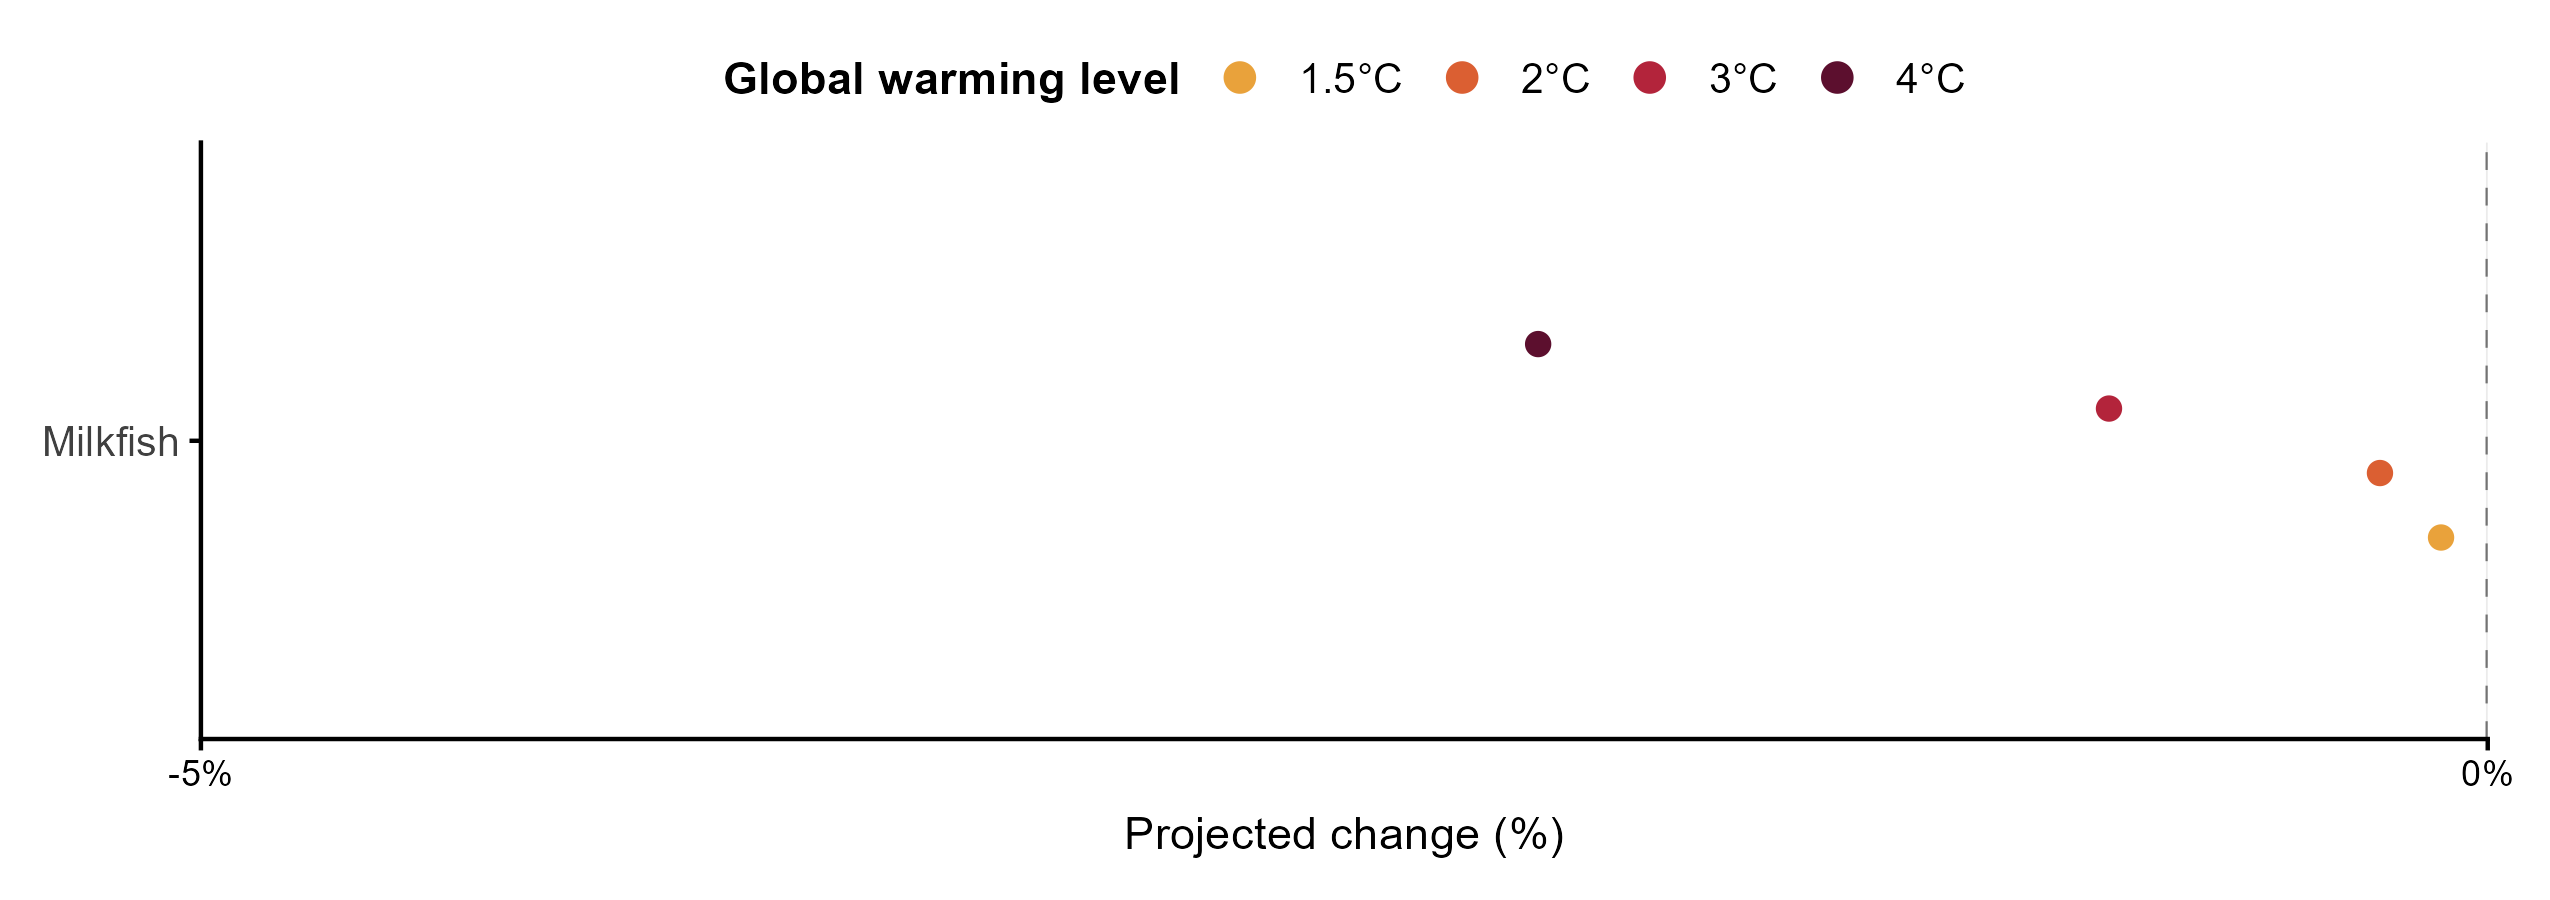 Global warming level 1.5°C 2°C 3°C 4°C
Milkfish
-5% 0%
Projected change (%)